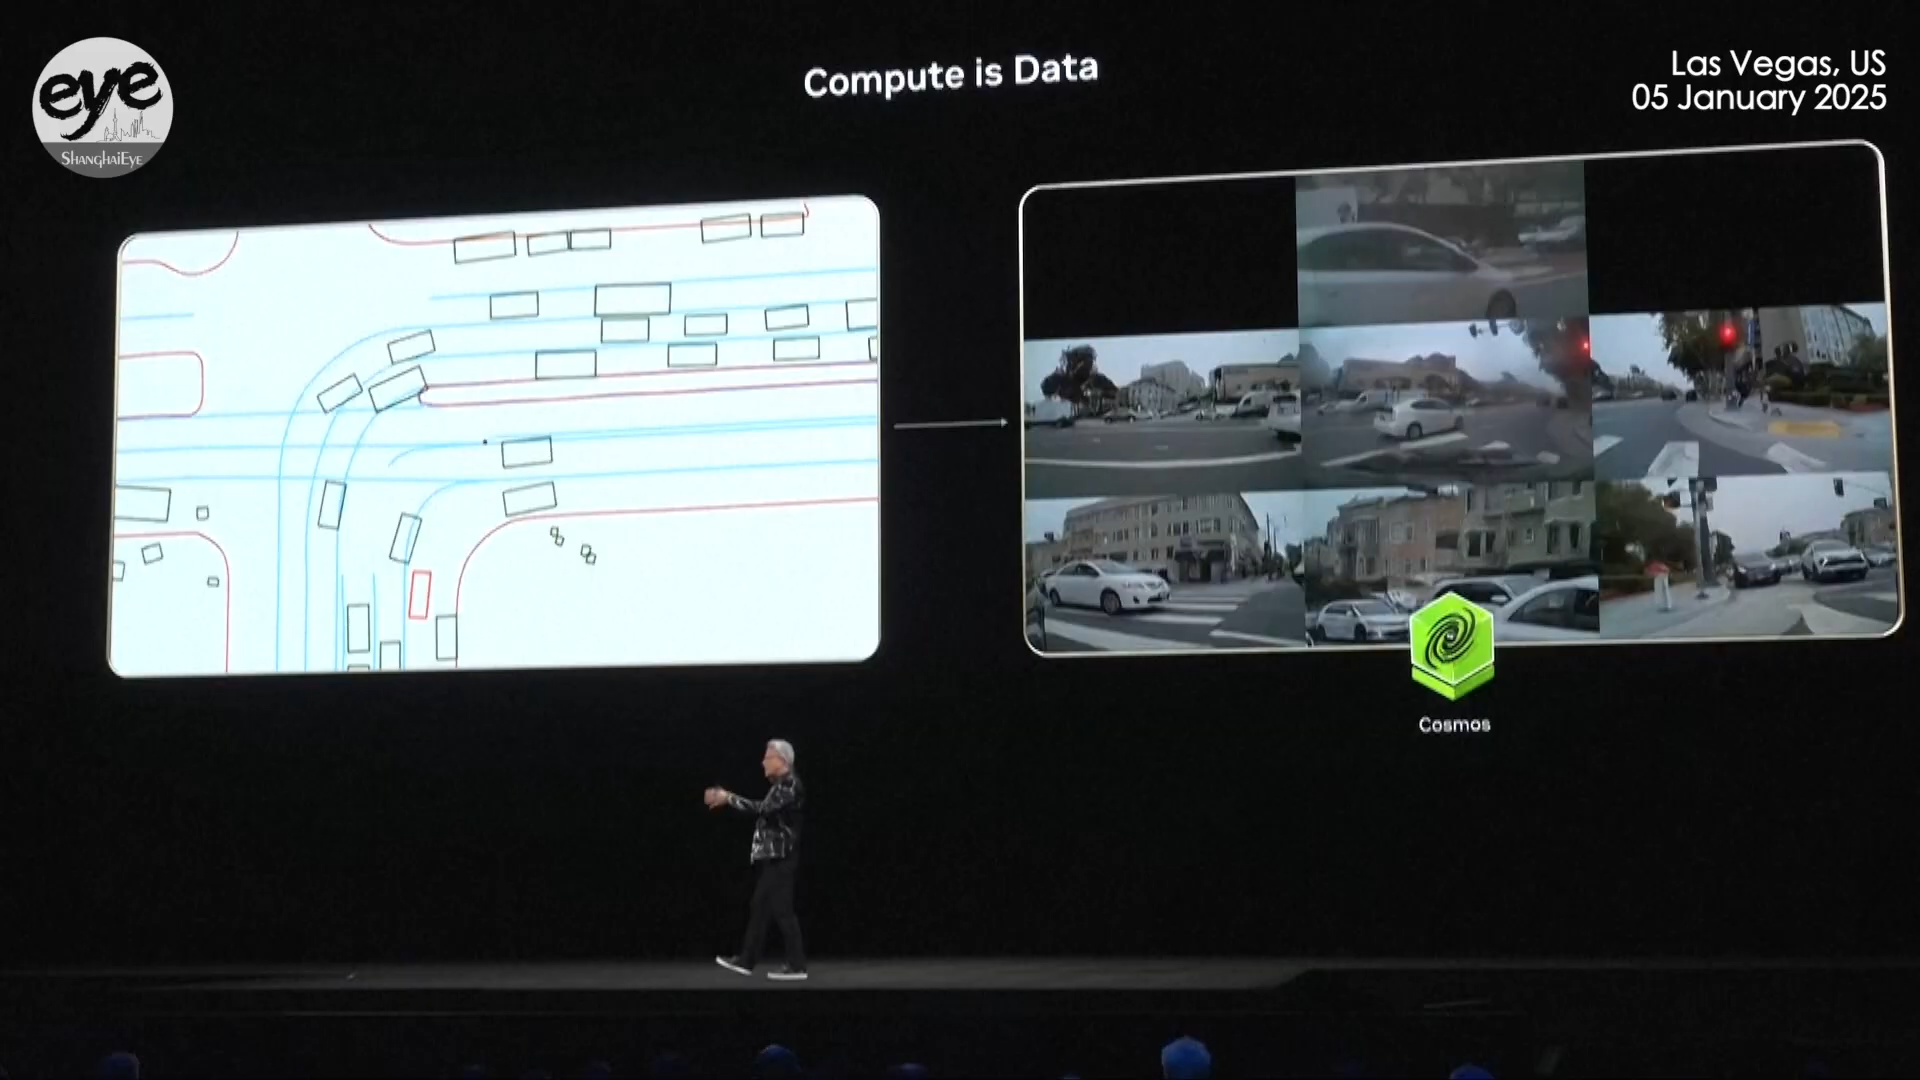 eye
SHANGHAIEYE
Compute is Data
Las Vegas, US
05 January 2025
Cosmos